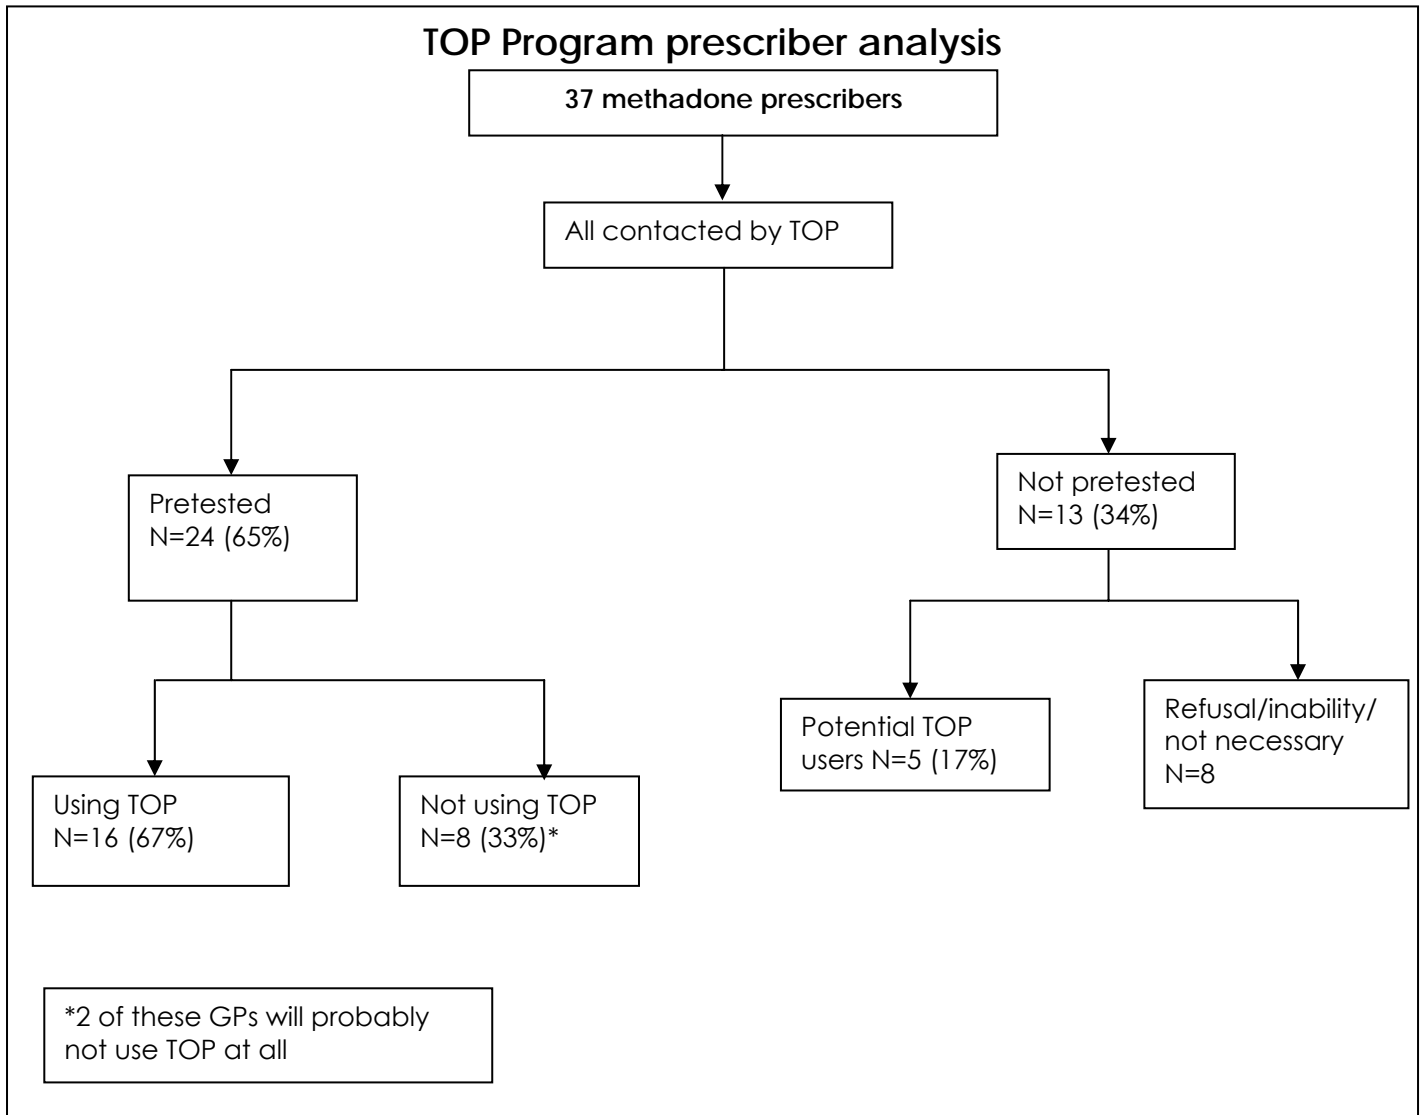 TOP Program prescriber analysis
37 methadone prescribers
All contacted by TOP
Pretested
N=24 (65%)
Not pretested
N=13 (34%)
Using TOP
N=16 (67%)
Not using TOP
N=8 (33%)*
Potential TOP
users N=5 (17%)
Refusal/inability/
not necessary
N=8
*2 of these GPs will probably
not use TOP at all